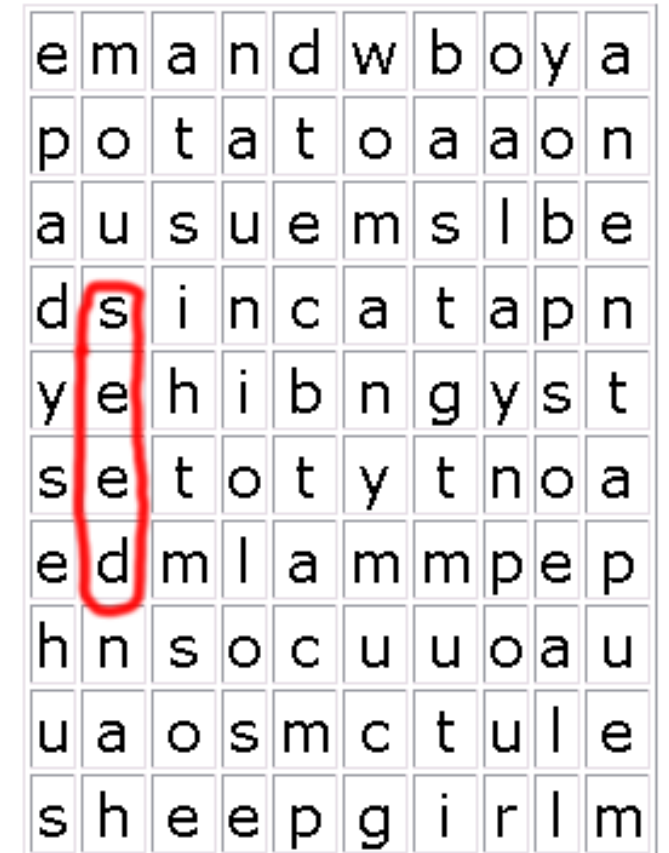 e m a n d w b o y a
p o t a t o a a o n
a u s u e m s l b e
d s i n c a t a p n
y e h i b n g y s t
s e t o t y t n o a
e d m l a m m p e p
h n s o c u u o a u
u a o s m c t u l e
s h e e p g i r l m